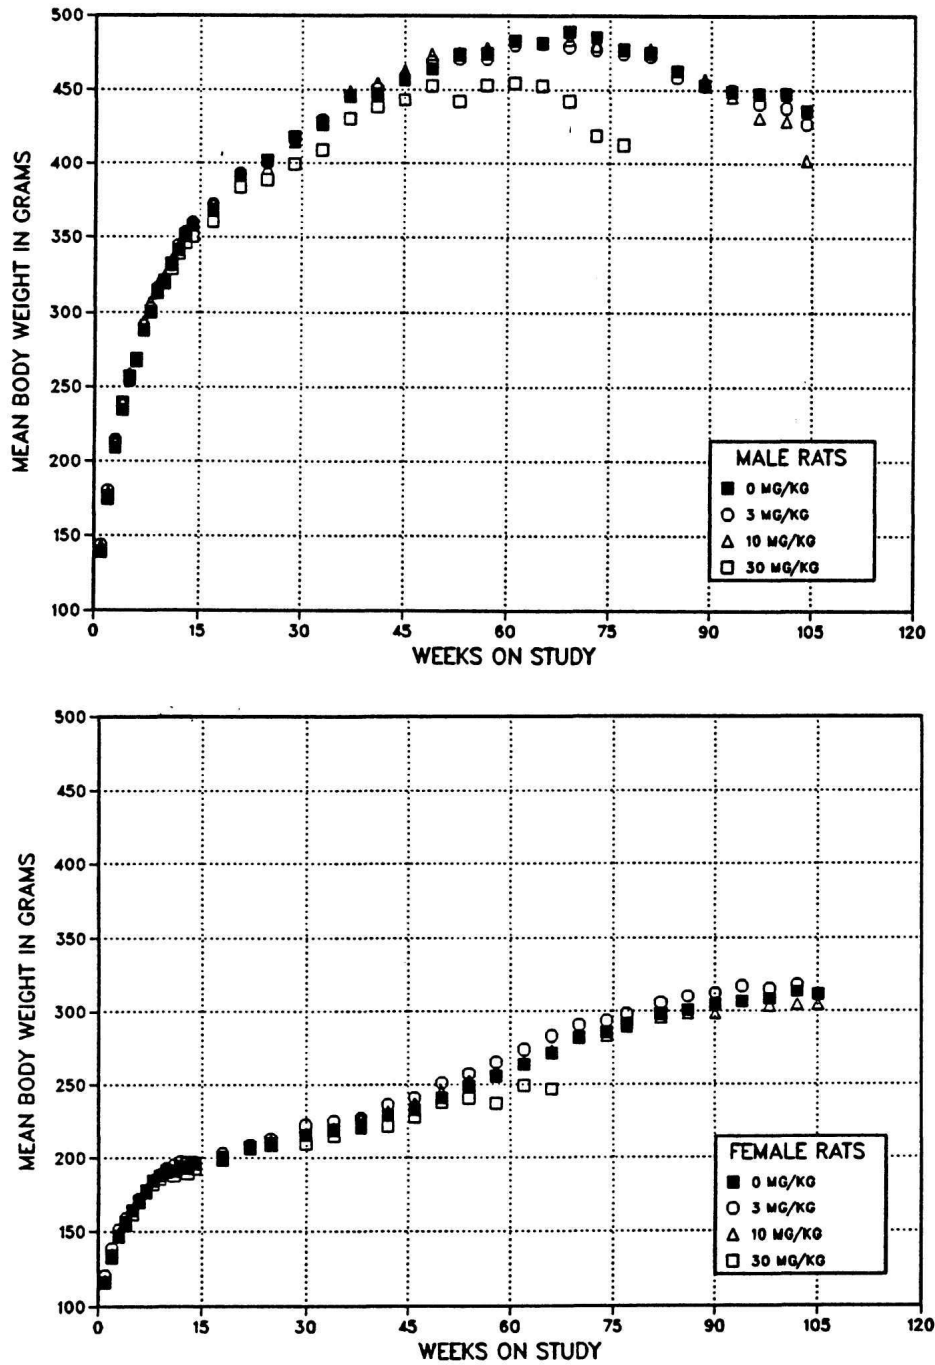 MEAN BODY WEIGHT IN GRAMS
500
450
400
350
300
250
200
150
100
0 15 30 45 60 75 90 105 120
WEEKS ON STUDY
MALE RATS
0 MG/KG
3 MG/KG
10 MG/KG
30 MG/KG
MEAN BODY WEIGHT IN GRAMS
500
450
400
350
300
250
200
150
100
0 15 30 45 60 75 90 105 120
WEEKS ON STUDY
FEMALE RATS
0 MG/KG
3 MG/KG
10 MG/KG
30 MG/KG